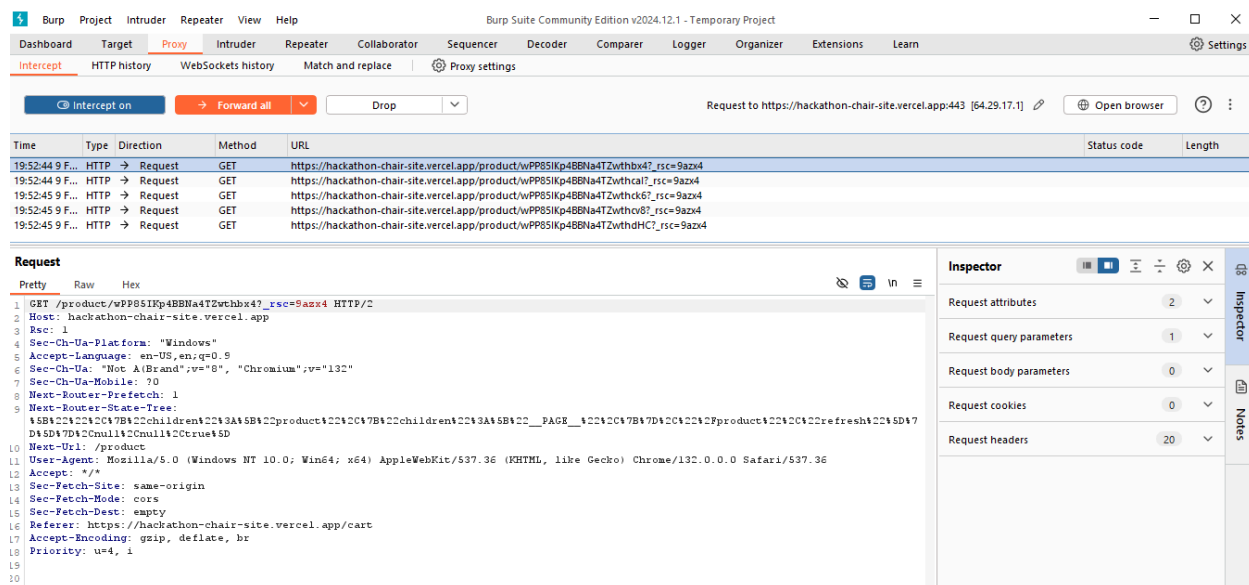 Burp Project Intruder Repeater View Help Burp Suite Community Edition v2024.12.1 - Temporary Project
Dashboard Target Proxy Intruder Repeater Collaborator Sequencer Decoder Comparer Logger Organizer Extensions Learn Settings
Intercept HTTP history WebSockets history Match and replace Proxy settings
Intercept on Forward all Drop Request to https://hackathon-chair-site.vercel.app:443 [64.29.17.1] Open browser
Time Type Direction Method URL Status code Length
19:52:44 9 F... HTTP → Request GET https://hackathon-chair-site.vercel.app/product/wPP85IKp4BBNa4TZwthbx4?_rsc=9azx4
19:52:44 9 F... HTTP → Request GET https://hackathon-chair-site.vercel.app/product/wPP85IKp4BBNa4TZwthcal?_rsc=9azx4
19:52:45 9 F... HTTP → Request GET https://hackathon-chair-site.vercel.app/product/wPP85IKp4BBNa4TZwthck6?_rsc=9azx4
19:52:45 9 F... HTTP → Request GET https://hackathon-chair-site.vercel.app/product/wPP85IKp4BBNa4TZwthcv8?_rsc=9azx4
19:52:45 9 F... HTTP → Request GET https://hackathon-chair-site.vercel.app/product/wPP85IKp4BBNa4TZwthdHC?_rsc=9azx4
Request
Pretty Raw Hex \n
1 GET /product/wPP85IKp4BBNa4TZwthbx4?_rsc=9azx4 HTTP/2
2 Host: hackathon-chair-site.vercel.app
3 Rsc: 1
4 Sec-Ch-Ua-Platform: "Windows"
5 Accept-Language: en-US,en;q=0.9
6 Sec-Ch-Ua: "Not A(Brand";v="8", "Chromium";v="132"
7 Sec-Ch-Ua-Mobile: ?0
8 Next-Router-Prefetch: 1
9 Next-Router-State-Tree:
%5B%22%22%2C%7B%22children%22%3A%5B%22product%22%2C%7B%22children%22%3A%5B%22__PAGE__%22%2C%7B%7D%2C%22%2Fproduct%22%2C%22refresh%22%5D%7
D%5D%7D%2Cnull%2Cnull%2Ctrue%5D
10 Next-Url: /product
11 User-Agent: Mozilla/5.0 (Windows NT 10.0; Win64; x64) AppleWebKit/537.36 (KHTML, like Gecko) Chrome/132.0.0.0 Safari/537.36
12 Accept: */*
13 Sec-Fetch-Site: same-origin
14 Sec-Fetch-Mode: cors
15 Sec-Fetch-Dest: empty
16 Referer: https://hackathon-chair-site.vercel.app/cart
17 Accept-Encoding: gzip, deflate, br
18 Priority: u=4, i
19
20
Inspector
Request attributes 2
Request query parameters 1
Request body parameters 0
Request cookies 0
Request headers 20
Inspector
Notes